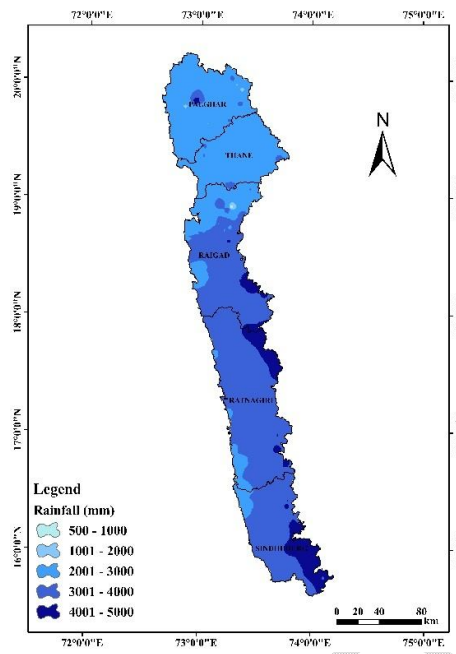 72°0'0"E 73°0'0"E 74°0'0"E 75°0'0"E
20°0'0"N
PALGHAR
N
THANE
19°0'0"N
RAIGAD
18°0'0"N
RATNAGIRI
17°0'0"N
Legend
Rainfall (mm)
500 - 1000
1001 - 2000
2001 - 3000
3001 - 4000
4001 - 5000
16°0'0"N
0 20 40 80
km
72°0'0"E 73°0'0"E 74°0'0"E 75°0'0"E